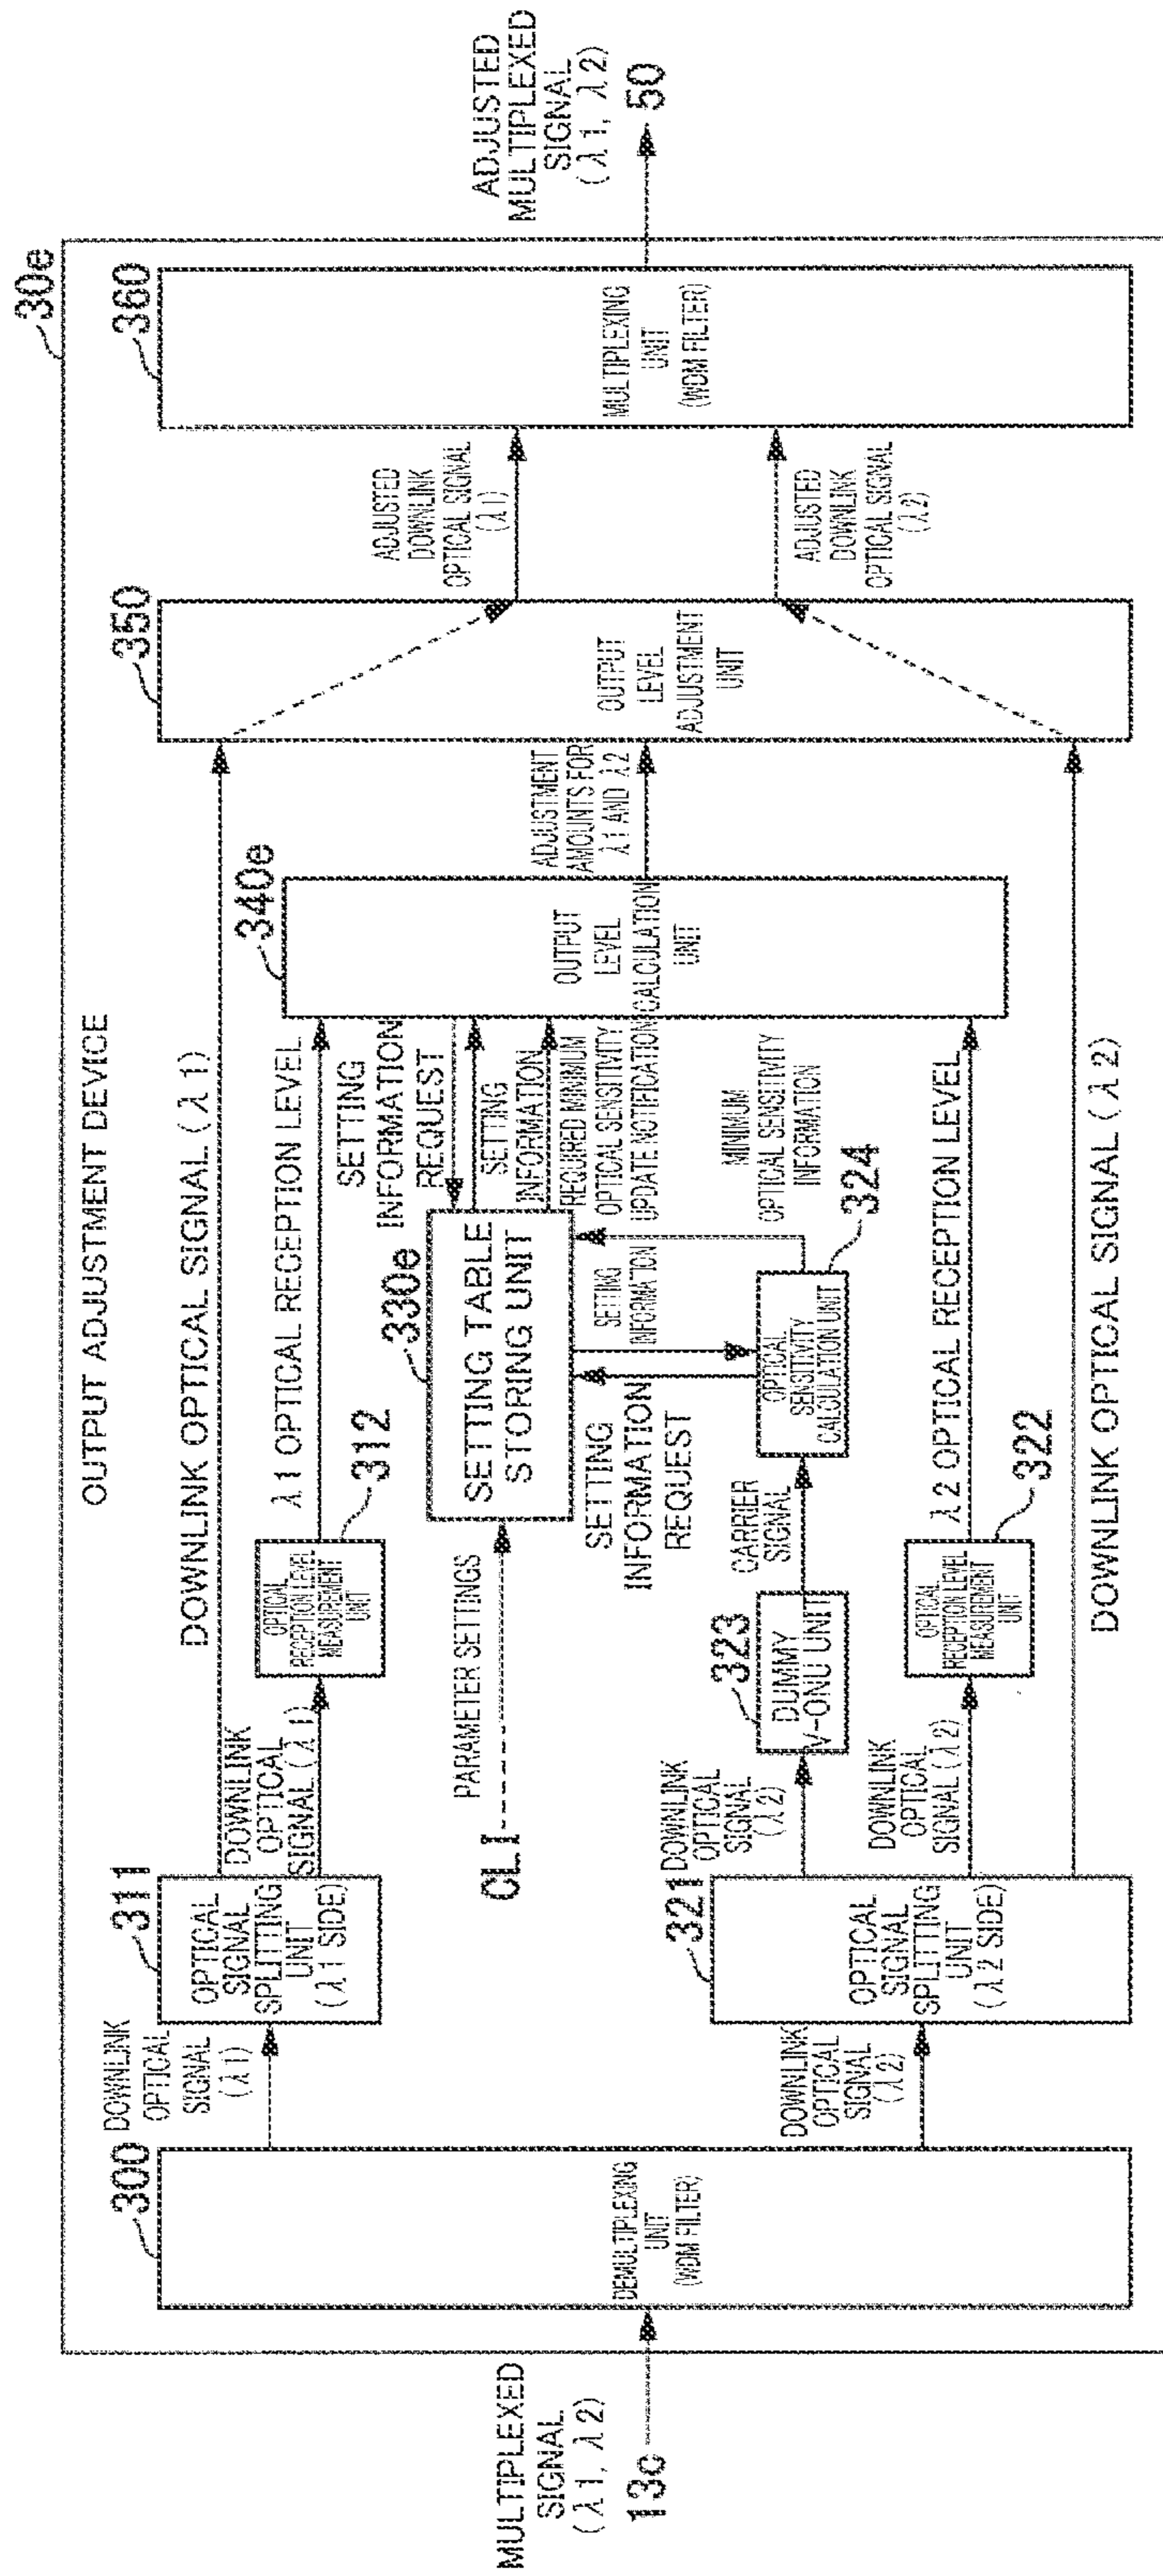 OUTPUT ADJUSTMENT DEVICE
30e
MULTIPLEXED
SIGNAL
(λ1, λ2)
13c
300
DEMULTIPLEXING
UNIT
(WDM FILTER)
DOWNLINK
OPTICAL
SIGNAL
(λ1)
311
OPTICAL
SIGNAL
SPLITTING
UNIT
(λ1 SIDE)
DOWNLINK OPTICAL SIGNAL (λ1)
DOWNLINK
OPTICAL
SIGNAL (λ1)
312
OPTICAL
RECEPTION LEVEL
MEASUREMENT
UNIT
λ1 OPTICAL RECEPTION LEVEL
CLI
PARAMETER SETTINGS
330e
SETTING TABLE
STORING UNIT
SETTING
INFORMATION
REQUEST
SETTING
INFORMATION
REQUIRED MINIMUM
OPTICAL SENSITIVITY
UPDATE NOTIFICATION
DOWNLINK
OPTICAL
SIGNAL
(λ2)
321
OPTICAL
SIGNAL
SPLITTING
UNIT
(λ2 SIDE)
DOWNLINK
OPTICAL
SIGNAL
(λ2)
323
DUMMY
V-ONU UNIT
CARRIER
SIGNAL
SETTING
INFORMATION
REQUEST
SETTING
INFORMATION
324
OPTICAL
SENSITIVITY
CALCULATION UNIT
MINIMUM
OPTICAL SENSITIVITY
INFORMATION
DOWNLINK
OPTICAL
SIGNAL (λ2)
322
OPTICAL
RECEPTION LEVEL
MEASUREMENT
UNIT
λ2 OPTICAL RECEPTION LEVEL
DOWNLINK OPTICAL SIGNAL (λ2)
340e
OUTPUT
LEVEL
CALCULATION
UNIT
ADJUSTMENT
AMOUNTS FOR
λ1 AND λ2
350
OUTPUT
LEVEL
ADJUSTMENT
UNIT
ADJUSTED
DOWNLINK
OPTICAL SIGNAL
(λ1)
ADJUSTED
DOWNLINK
OPTICAL SIGNAL
(λ2)
360
MULTIPLEXING
UNIT
(WDM FILTER)
ADJUSTED
MULTIPLEXED
SIGNAL
(λ1, λ2)
50